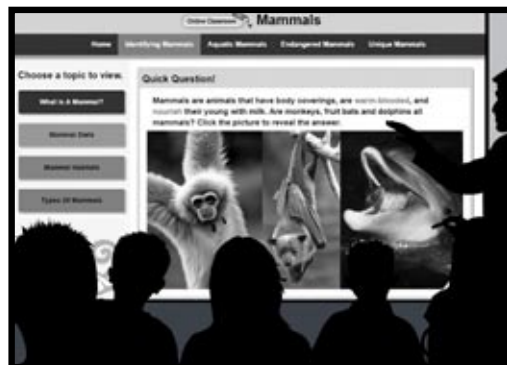 Online Classroom Mammals
Home Identifying Mammals Aquatic Mammals Endangered Mammals Unique Mammals
Choose a topic to view.
What Is A Mammal?
Mammal Diets
Mammal Habitats
Types Of Mammals
Quick Question!
Mammals are animals that have body coverings, are warm-blooded, and
nourish their young with milk. Are monkeys, fruit bats and dolphins all
mammals? Click the picture to reveal the answer.